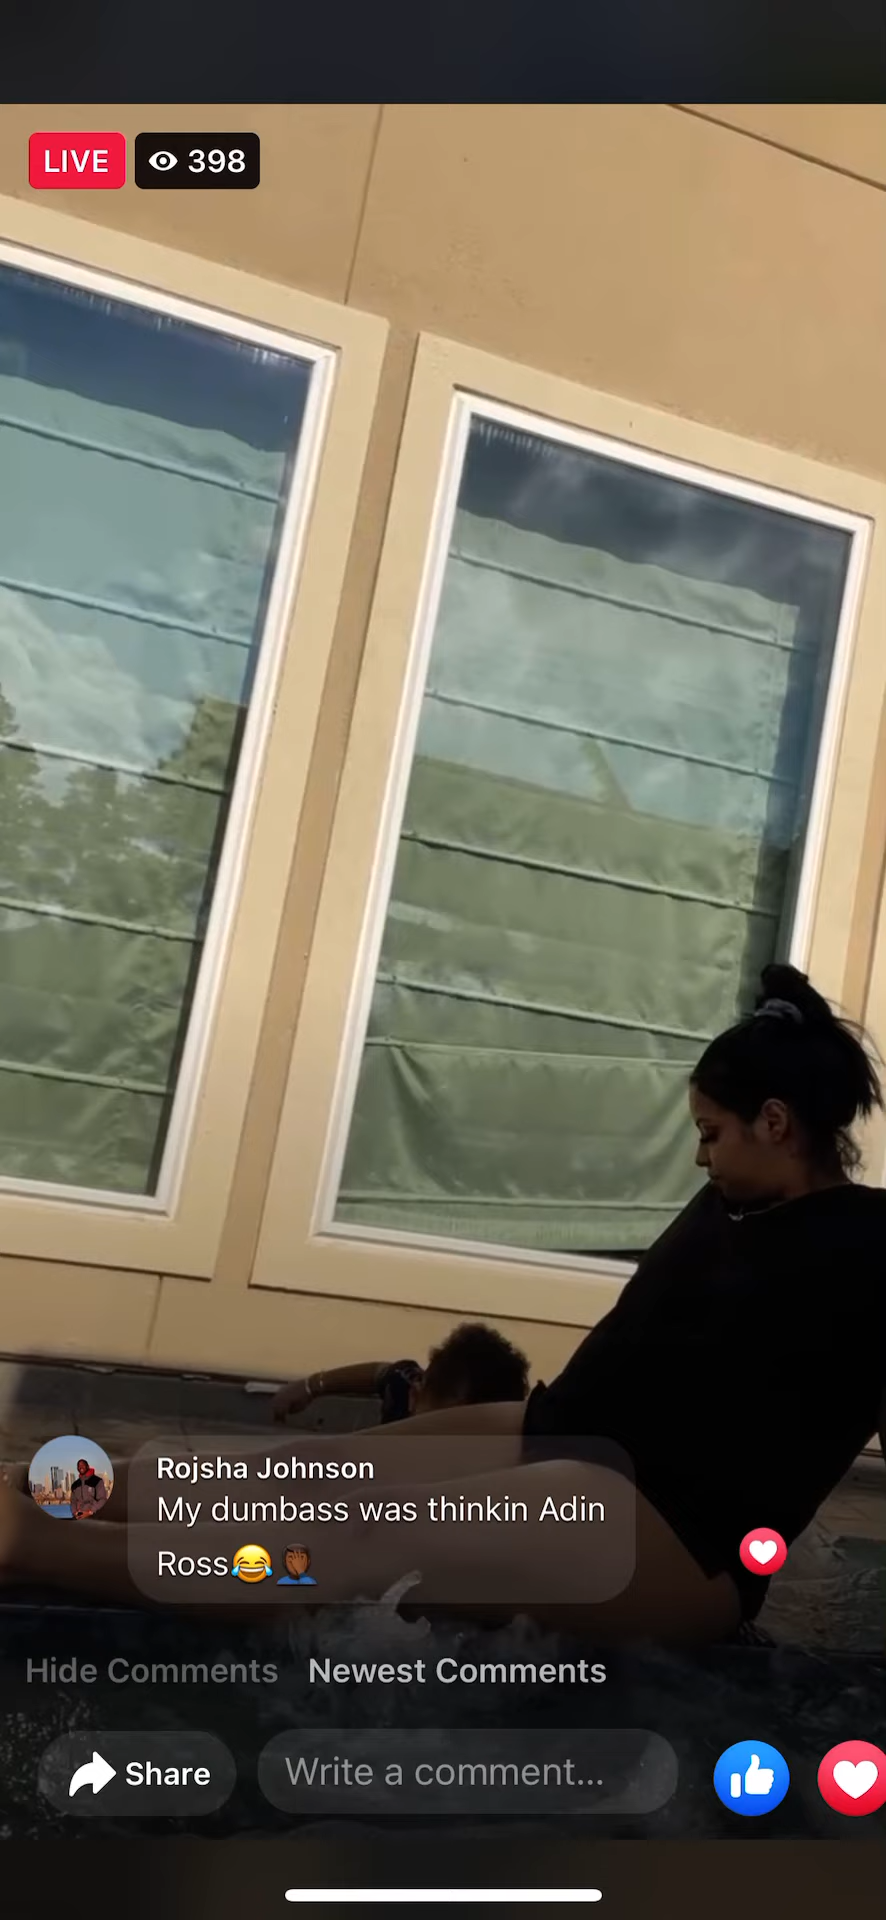 LIVE 398
Rojsha Johnson
My dumbass was thinkin Adin
Ross😂🤦🏾‍♂️
Hide Comments Newest Comments
Share Write a comment...